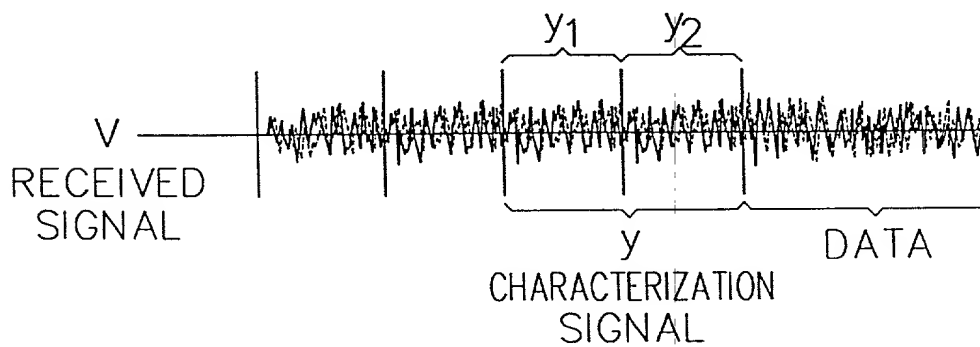 y1 y2
V
RECEIVED
SIGNAL
y
DATA
CHARACTERIZATION
SIGNAL